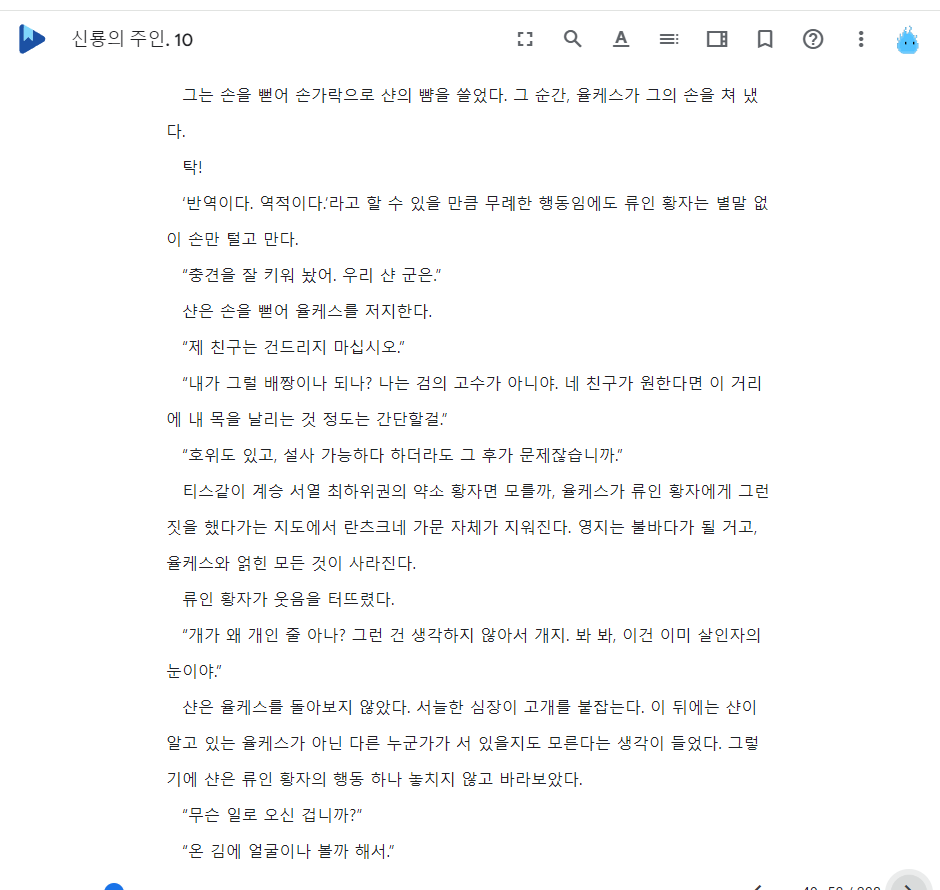 신룡의 주인. 10
그는 손을 뻗어 손가락으로 샨의 뺨을 쓸었다. 그 순간, 율케스가 그의 손을 쳐 냈
다.
탁!
‘반역이다. 역적이다.’라고 할 수 있을 만큼 무례한 행동임에도 류인 황자는 별말 없
이 손만 털고 만다.
“충견을 잘 키워 놨어. 우리 샨 군은.”
샨은 손을 뻗어 율케스를 저지한다.
“제 친구는 건드리지 마십시오.”
“내가 그럴 배짱이나 되나? 나는 검의 고수가 아니야. 네 친구가 원한다면 이 거리
에 내 목을 날리는 것 정도는 간단할걸.”
“호위도 있고, 설사 가능하다 하더라도 그 후가 문제잖습니까.”
티스같이 계승 서열 최하위권의 약소 황자면 모를까, 율케스가 류인 황자에게 그런
짓을 했다가는 지도에서 란츠크네 가문 자체가 지워진다. 영지는 불바다가 될 거고,
율케스와 얽힌 모든 것이 사라진다.
류인 황자가 웃음을 터뜨렸다.
“개가 왜 개인 줄 아나? 그런 건 생각하지 않아서 개지. 봐 봐, 이건 이미 살인자의
눈이야.”
샨은 율케스를 돌아보지 않았다. 서늘한 심장이 고개를 붙잡는다. 이 뒤에는 샨이
알고 있는 율케스가 아닌 다른 누군가가 서 있을지도 모른다는 생각이 들었다. 그렇
기에 샨은 류인 황자의 행동 하나 놓치지 않고 바라보았다.
“무슨 일로 오신 겁니까?”
“온 김에 얼굴이나 볼까 해서.”